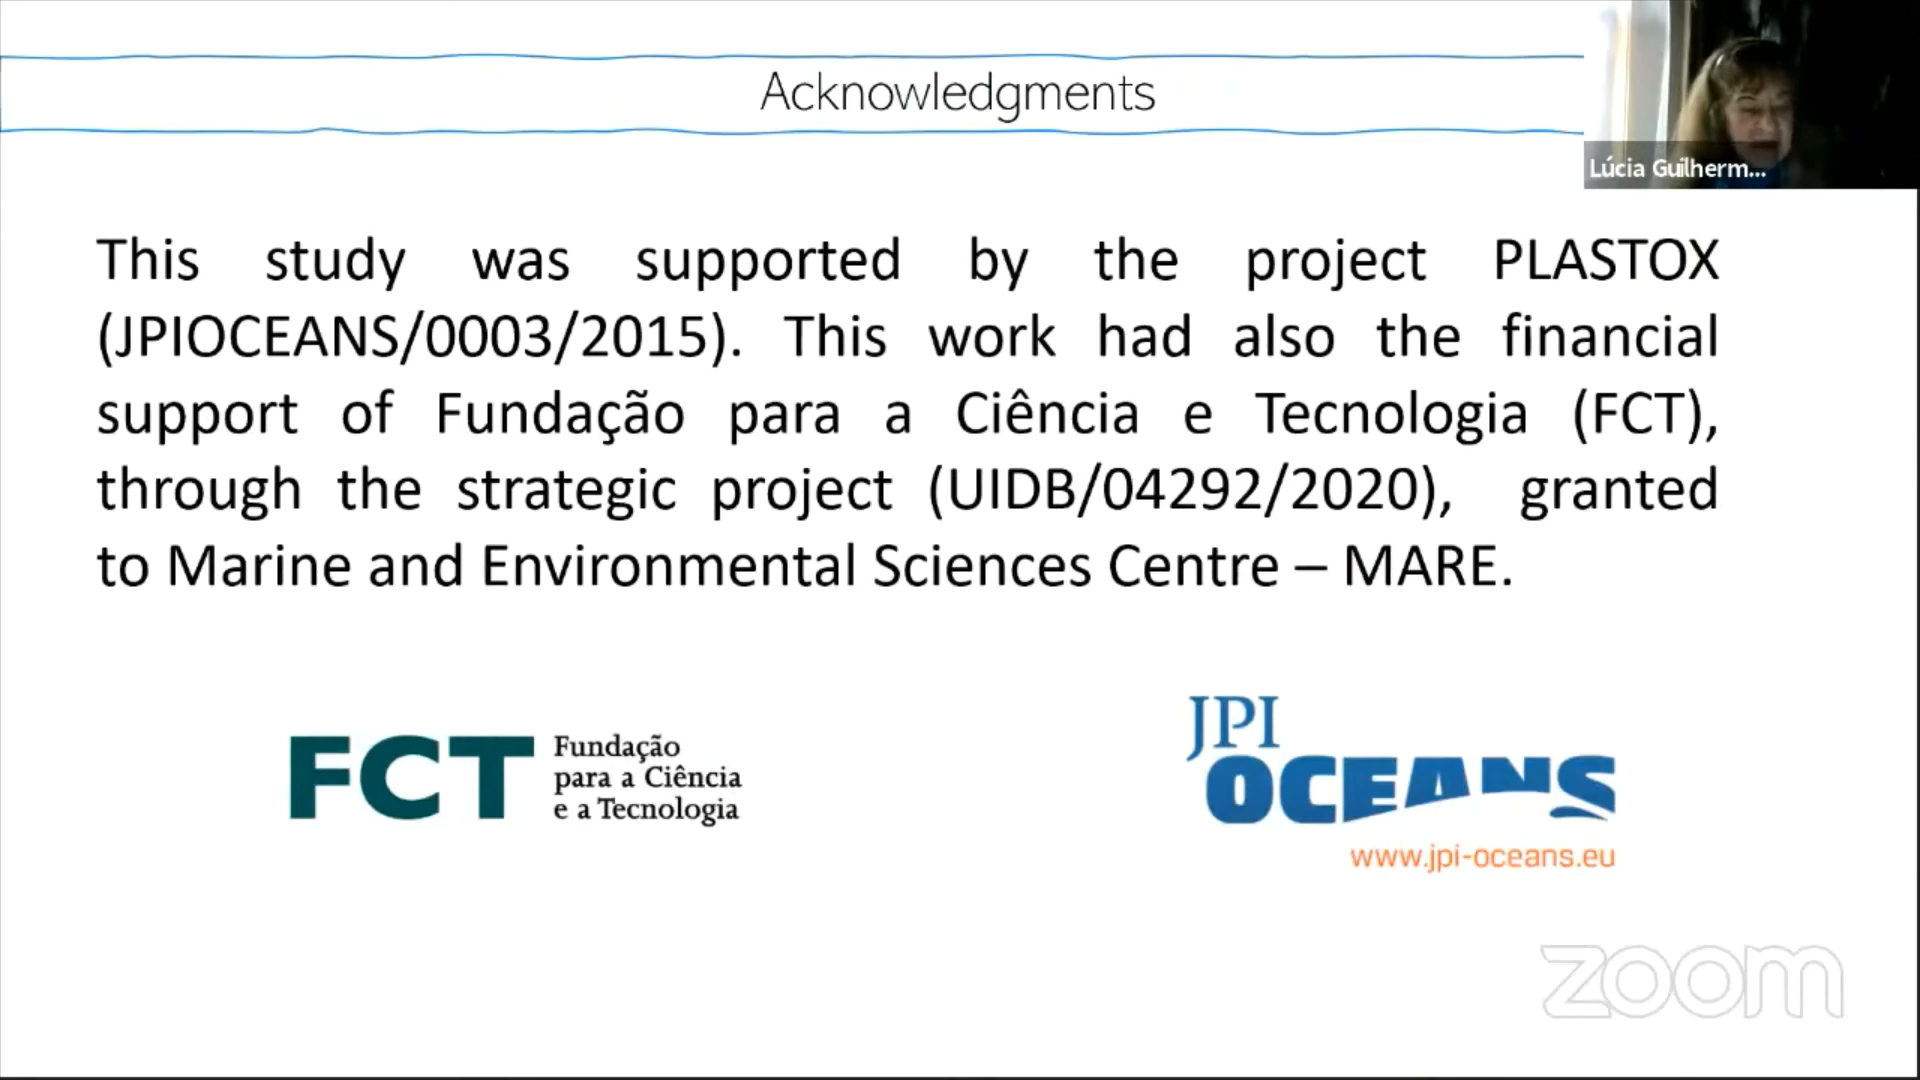 Acknowledgments
Lúcia Guilherm...
This study was supported by the project PLASTOX
(JPIOCEANS/0003/2015). This work had also the financial
support of Fundação para a Ciência e Tecnologia (FCT),
through the strategic project (UIDB/04292/2020), granted
to Marine and Environmental Sciences Centre – MARE.
FCT
Fundação
para a Ciência
e a Tecnologia
JPI
OCEANS
www.jpi-oceans.eu
zoom